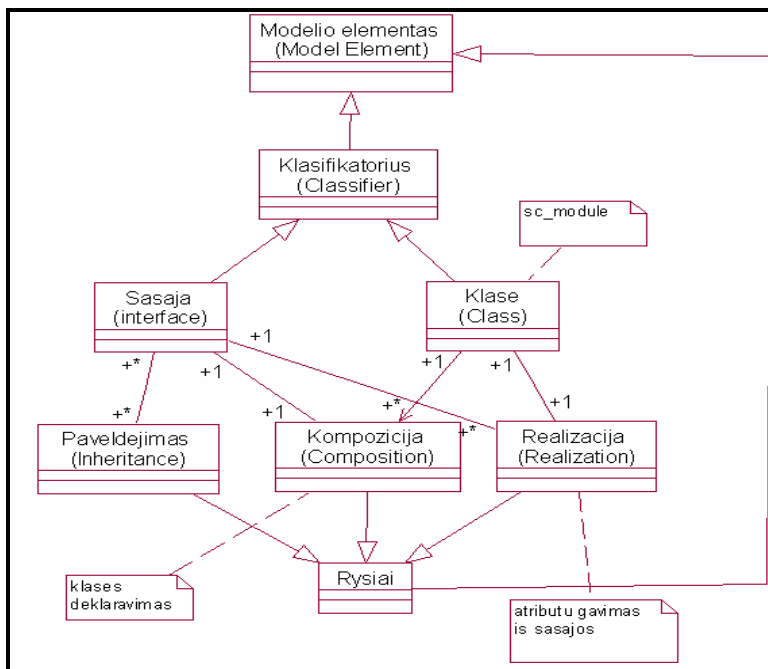 Modelio elementas
(Model Element)
Klasifikatorius
(Classifier)
sc_module
Sasaja
(interface)
Klase
(Class)
+1
+*
+1
+1
+1
+*
+1
+*
+*
+1
Paveldejimas
(Inheritance)
Kompozicija
(Composition)
Realizacija
(Realization)
klases
deklaravimas
Rysiai
atributu gavimas
is sasajos